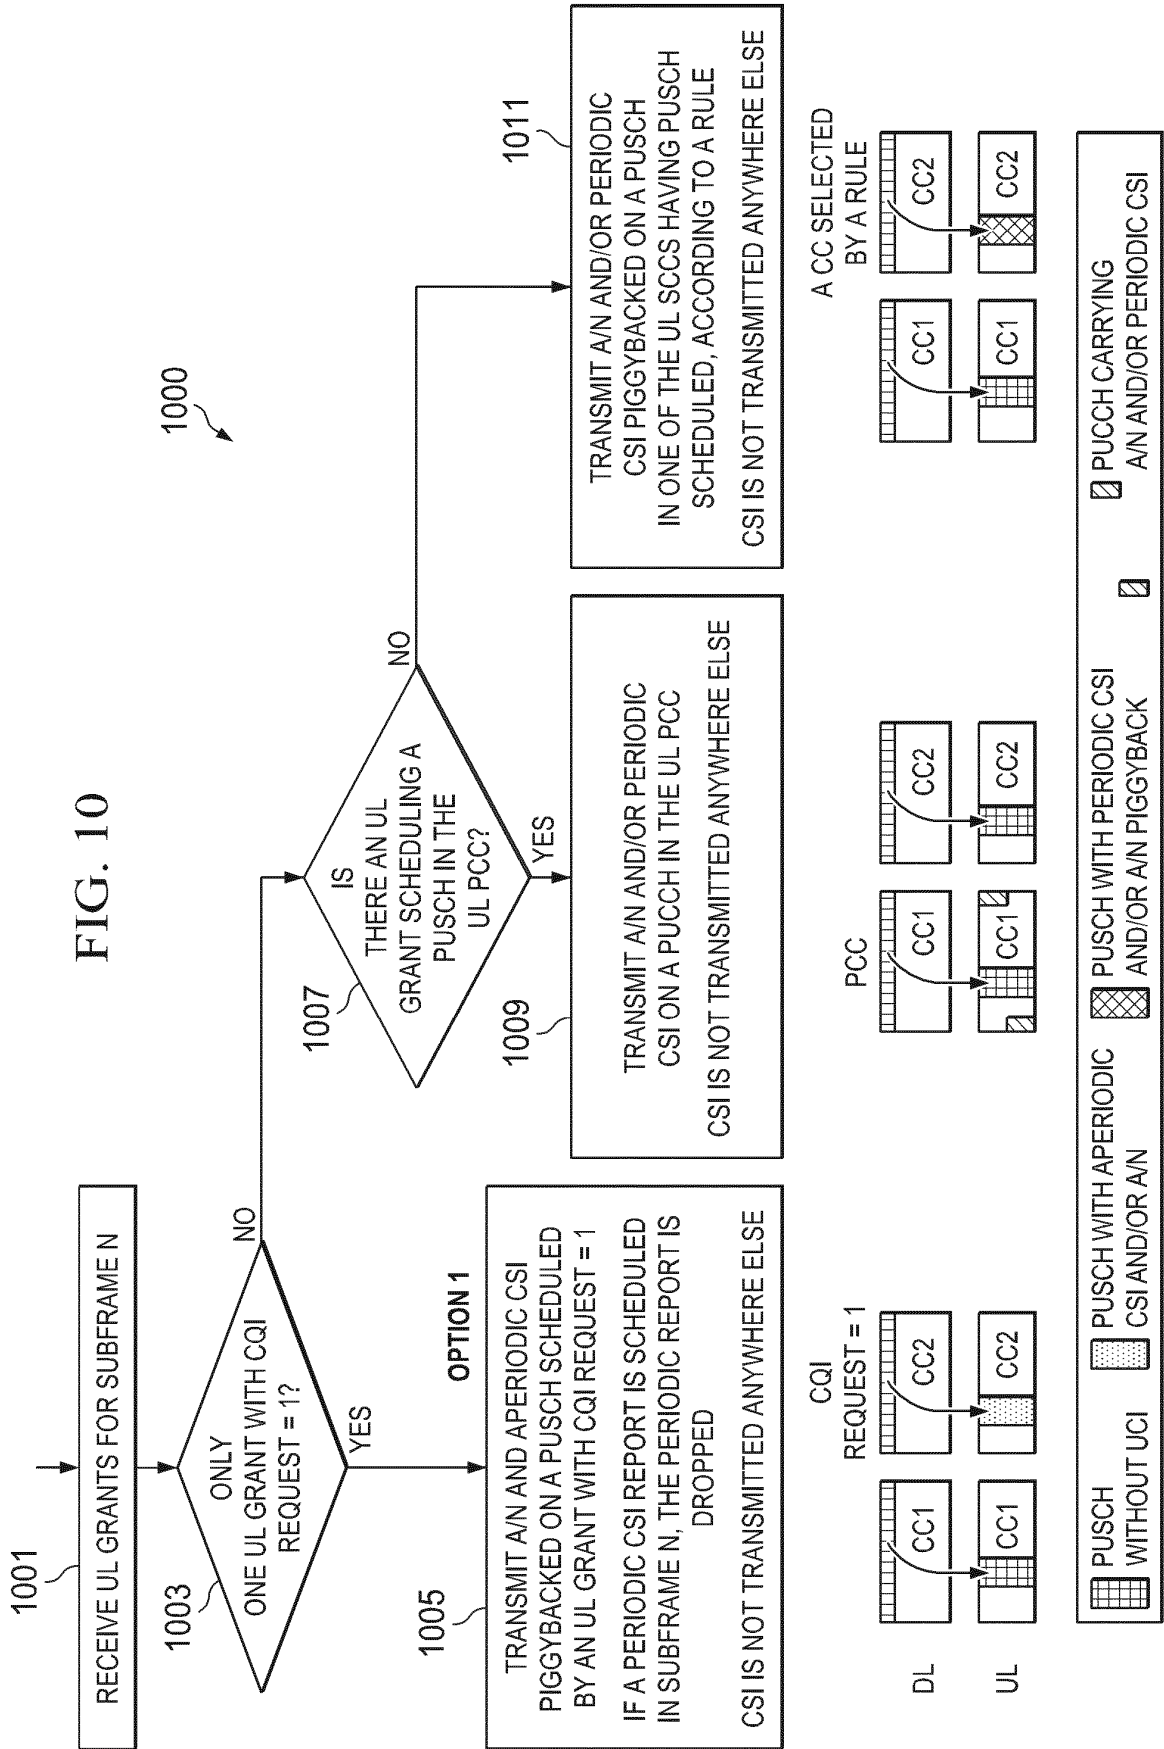 FIG. 10
1000
1001
RECEIVE UL GRANTS FOR SUBFRAME N
1003
ONLY
ONE UL GRANT WITH CQI
REQUEST = 1?
NO
YES
1007
IS
THERE AN UL
GRANT SCHEDULING A
PUSCH IN THE
UL PCC?
NO
YES
OPTION 1
1005
TRANSMIT A/N AND APERIODIC CSI
PIGGYBACKED ON A PUSCH SCHEDULED
BY AN UL GRANT WITH CQI REQUEST = 1
IF A PERIODIC CSI REPORT IS SCHEDULED
IN SUBFRAME N, THE PERIODIC REPORT IS
DROPPED
CSI IS NOT TRANSMITTED ANYWHERE ELSE
1009
TRANSMIT A/N AND/OR PERIODIC
CSI ON A PUCCH IN THE UL PCC
CSI IS NOT TRANSMITTED ANYWHERE ELSE
1011
TRANSMIT A/N AND/OR PERIODIC
CSI PIGGYBACKED ON A PUSCH
IN ONE OF THE UL SCCS HAVING PUSCH
SCHEDULED, ACCORDING TO A RULE
CSI IS NOT TRANSMITTED ANYWHERE ELSE
CQI
REQUEST = 1
PCC
A CC SELECTED
BY A RULE
DL
CC1
CC2
CC1
CC2
CC1
CC2
UL
CC1
CC2
CC1
CC2
CC1
CC2
PUSCH
WITHOUT UCI
PUSCH WITH APERIODIC
CSI AND/OR A/N
PUSCH WITH PERIODIC CSI
AND/OR A/N PIGGYBACK
PUCCH CARRYING
A/N AND/OR PERIODIC CSI